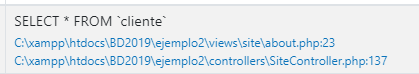 SELECT * FROM `cliente`
C:\xampp\htdocs\BD2019\ejemplo2\views\site\about.php:23
C:\xampp\htdocs\BD2019\ejemplo2\controllers\SiteController.php:137